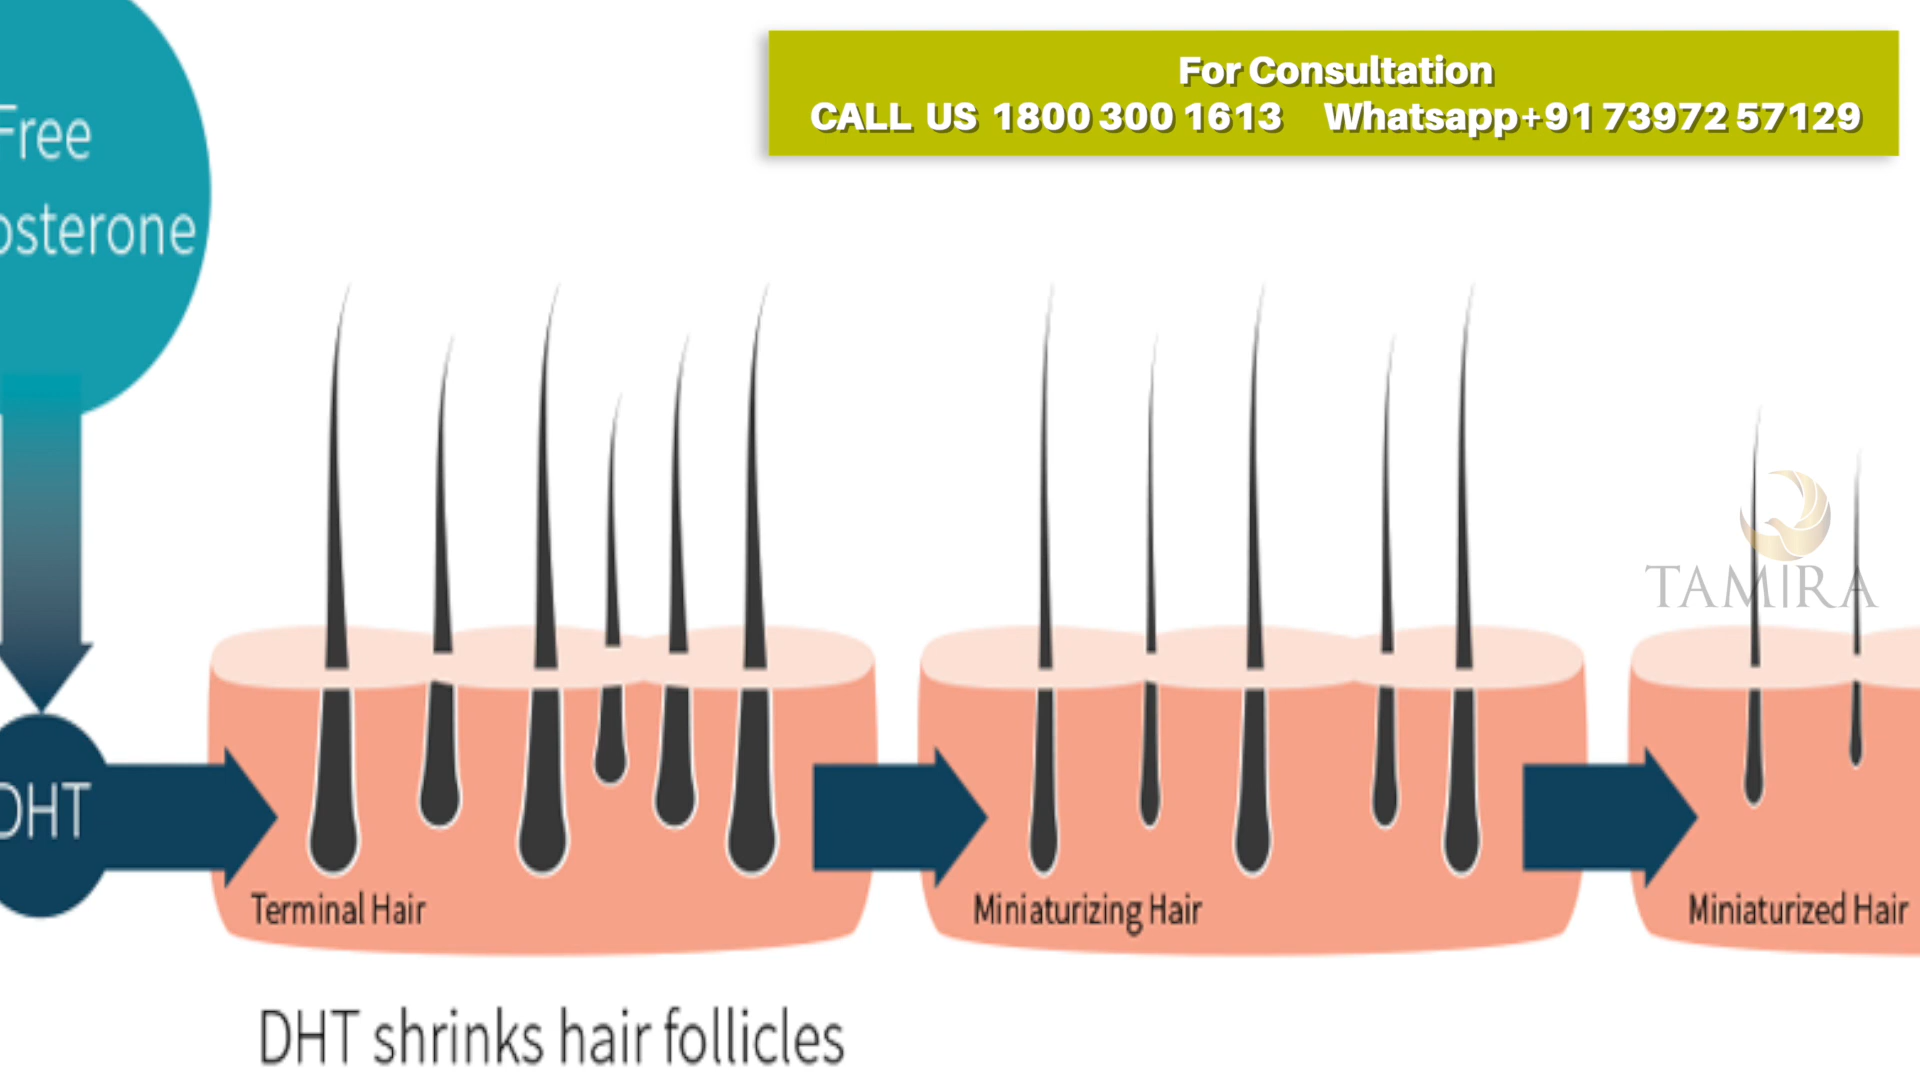 For Consultation
CALL US 1800 300 1613 Whatsapp+91 73972 57129
Free
osterone
TAMIRA
DHT
Terminal Hair
Miniaturizing Hair
Miniaturized Hair
DHT shrinks hair follicles